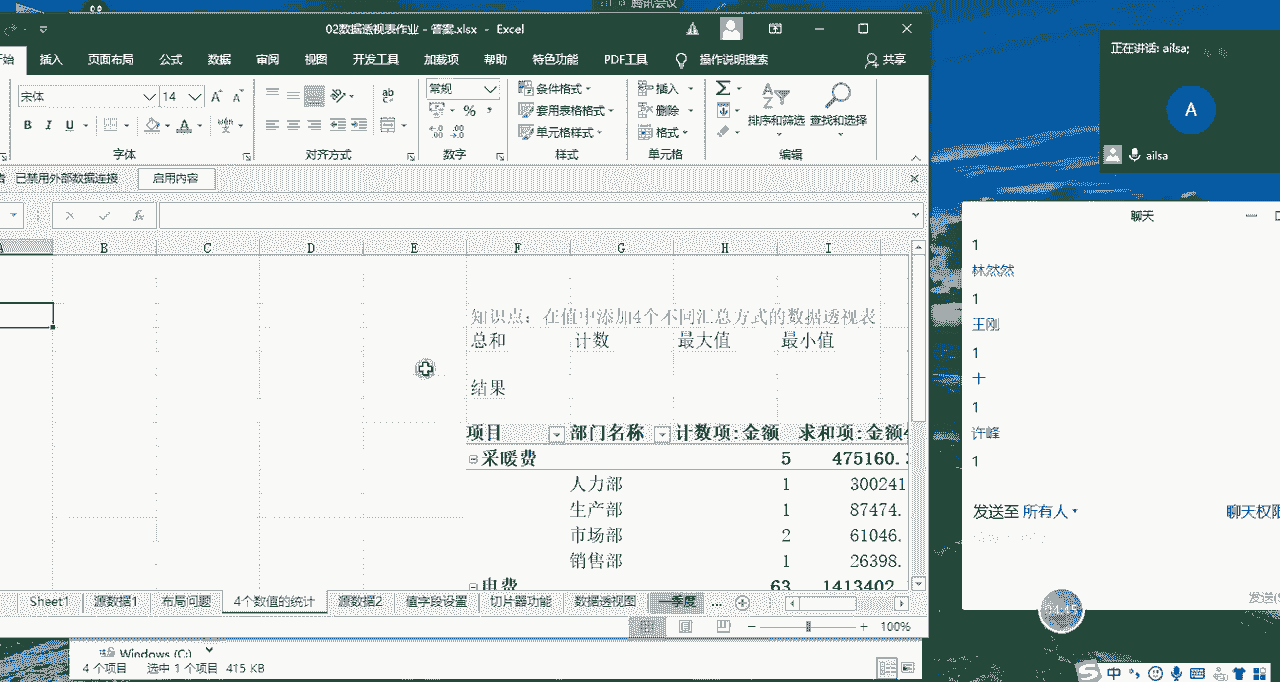 腾讯会议
02数据透视表作业 - 答案.xlsx - Excel
始 插入 页面布局 公式 数据 审阅 视图 开发工具 加载项 帮助 特色功能 PDF工具 操作说明搜索 共享
宋体 14 常规 条件格式 插入
B I U % 套用表格格式 删除 排序和筛选 查找和选择
单元格样式 格式
字体 对齐方式 数字 样式 单元格 编辑
已禁用外部数据连接 启用内容
A B C D E F G H I
知识点：在值中添加4个不同汇总方式的数据透视表
总和 计数 最大值 最小值
结果
项目 部门名称 计数项:金额 求和项:金额
采暖费 5 475160.
人力部 1 300241
生产部 1 87474.
市场部 2 61046.
销售部 1 26398.
电费 63 1413402.
Sheet1 源数据1 布局问题 4个数值的统计 源数据2 值字段设置 切片器功能 数据透视图 一季度 ...
100%
Windows (C:)
4 个项目 选中 1 个项目 415 KB
正在讲话: ailsa;
A
ailsa
聊天
1
林然然
1
王刚
1
十
1
许峰
1
发送至 所有人
聊天权限
发送(S
04:45
中